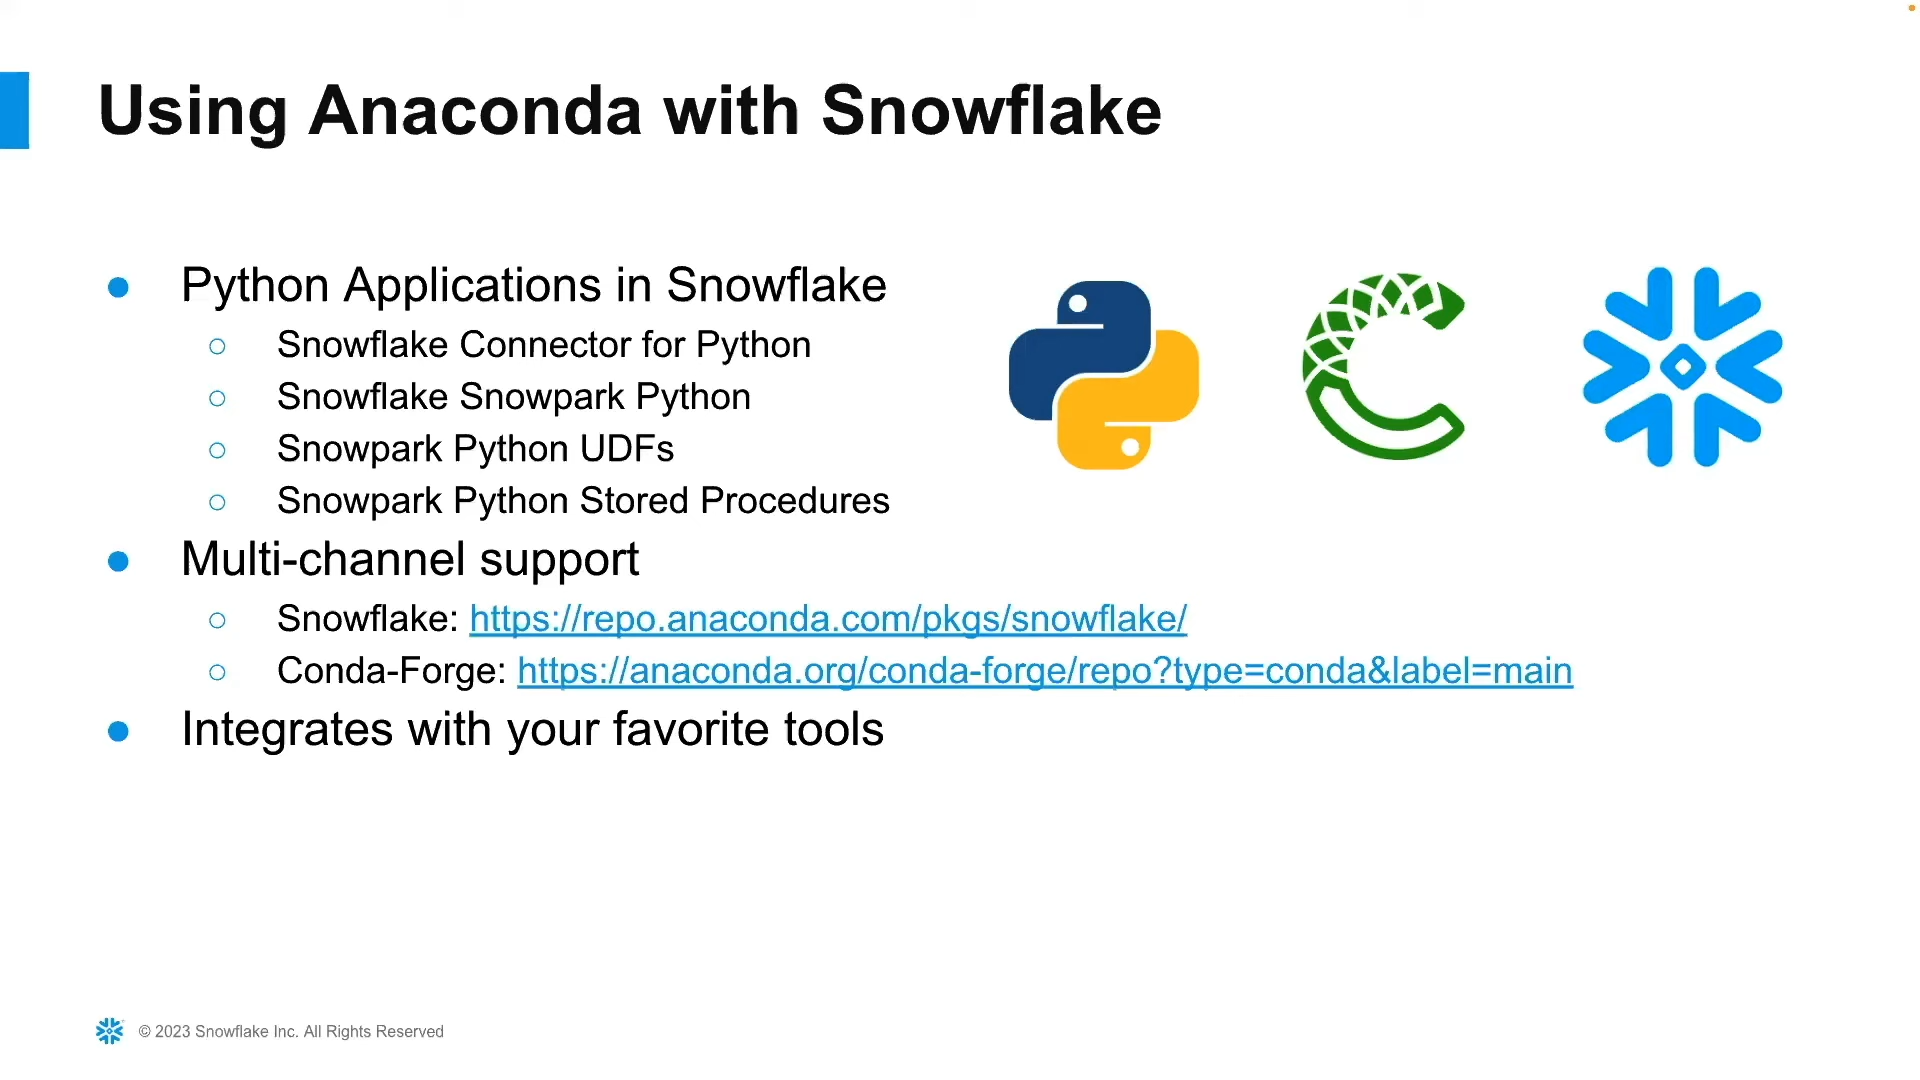 Using Anaconda with Snowflake
● Python Applications in Snowflake
○ Snowflake Connector for Python
○ Snowflake Snowpark Python
○ Snowpark Python UDFs
○ Snowpark Python Stored Procedures
● Multi-channel support
○ Snowflake: https://repo.anaconda.com/pkgs/snowflake/
○ Conda-Forge: https://anaconda.org/conda-forge/repo?type=conda&label=main
● Integrates with your favorite tools
© 2023 Snowflake Inc. All Rights Reserved